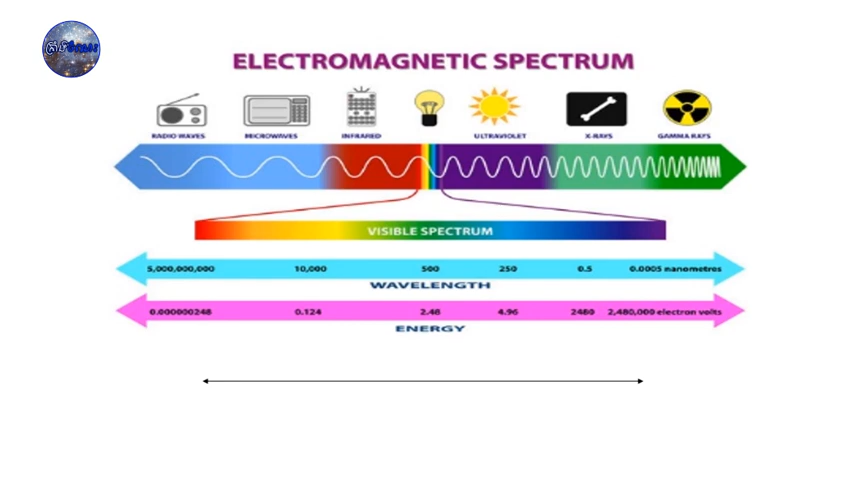 ELECTROMAGNETIC SPECTRUM
RADIO WAVES MICROWAVES INFRARED ULTRAVIOLET X-RAYS GAMMA RAYS
VISIBLE SPECTRUM
5,000,000,000 10,000 500 250 0.5 0.0005 nanometres
WAVELENGTH
0.000000248 0.124 2.48 4.96 2480 2,480,000 electron volts
ENERGY